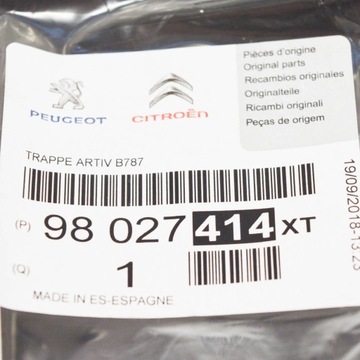 PEUGEOT
CITROËN
Pièces d'origine
Original parts
Recambios originales
Originalteile
Ricambi originali
Peças de origem
TRAPPE ARTIV B787
(P) 98 027 414 XT
(Q) 1
MADE IN ES-ESPAGNE
19/09/2018-13:23